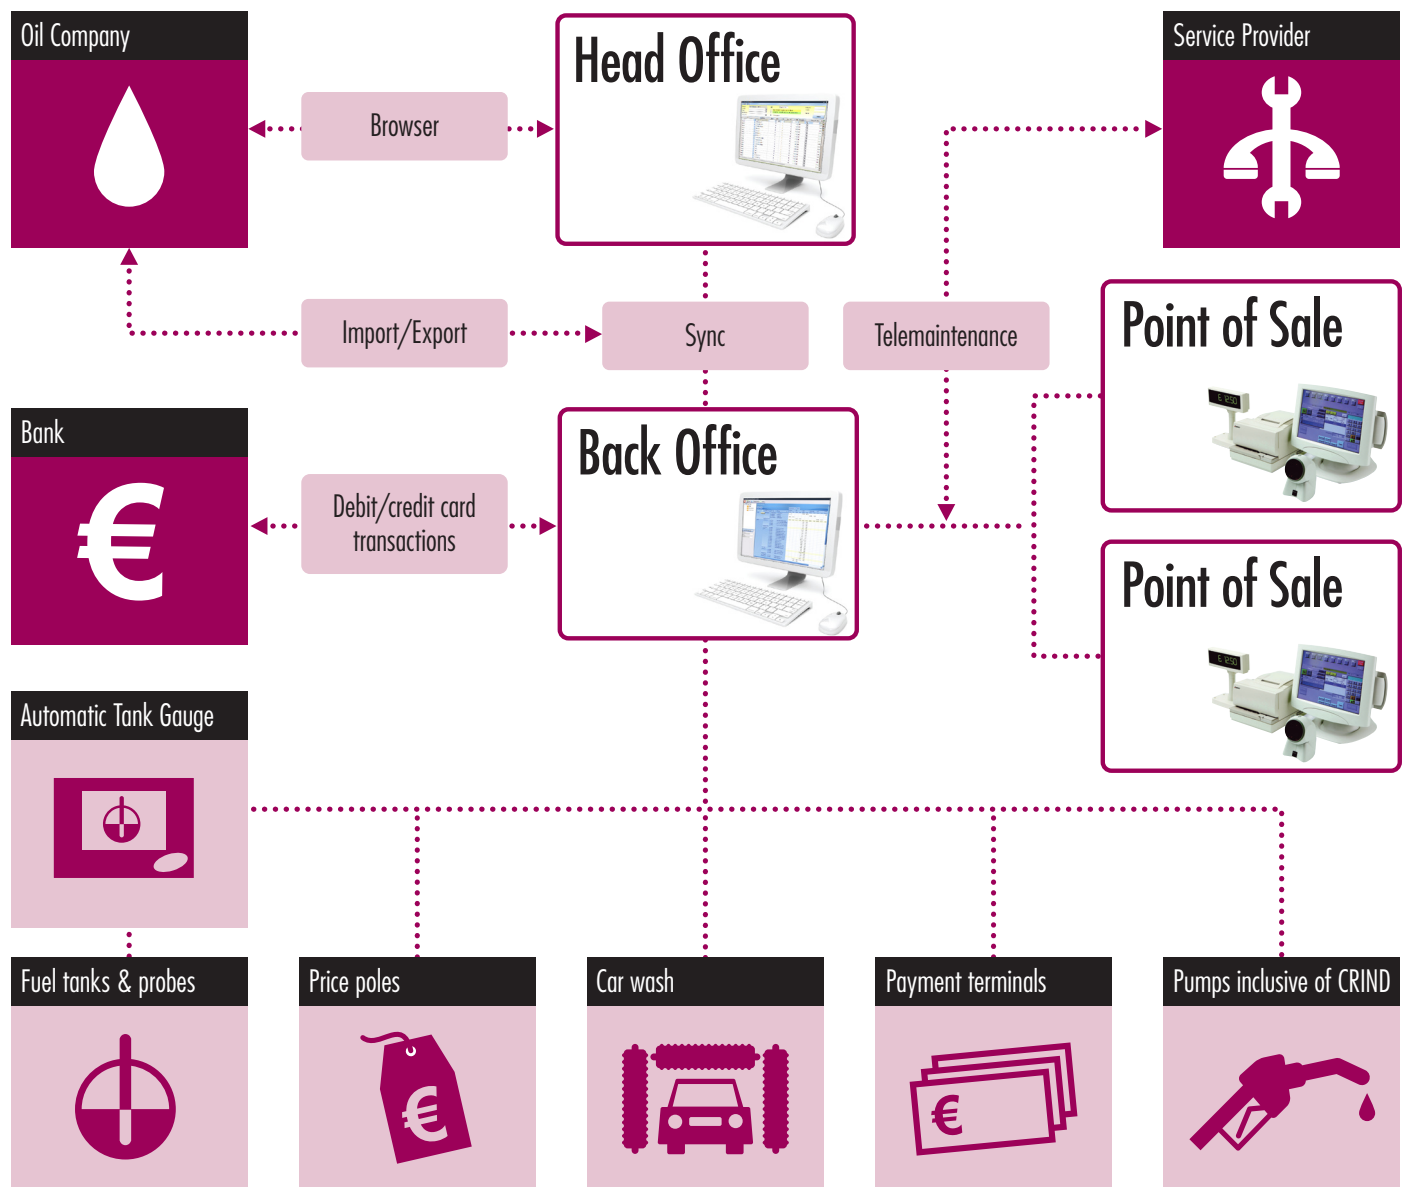 Oil Company
Head Office
Service Provider
Browser
Import/Export
Sync
Telemaintenance
Point of Sale
Bank
€
Back Office
Debit/credit card
transactions
Point of Sale
Automatic Tank Gauge
Fuel tanks & probes
Price poles
Car wash
Payment terminals
Pumps inclusive of CRIND
€
€